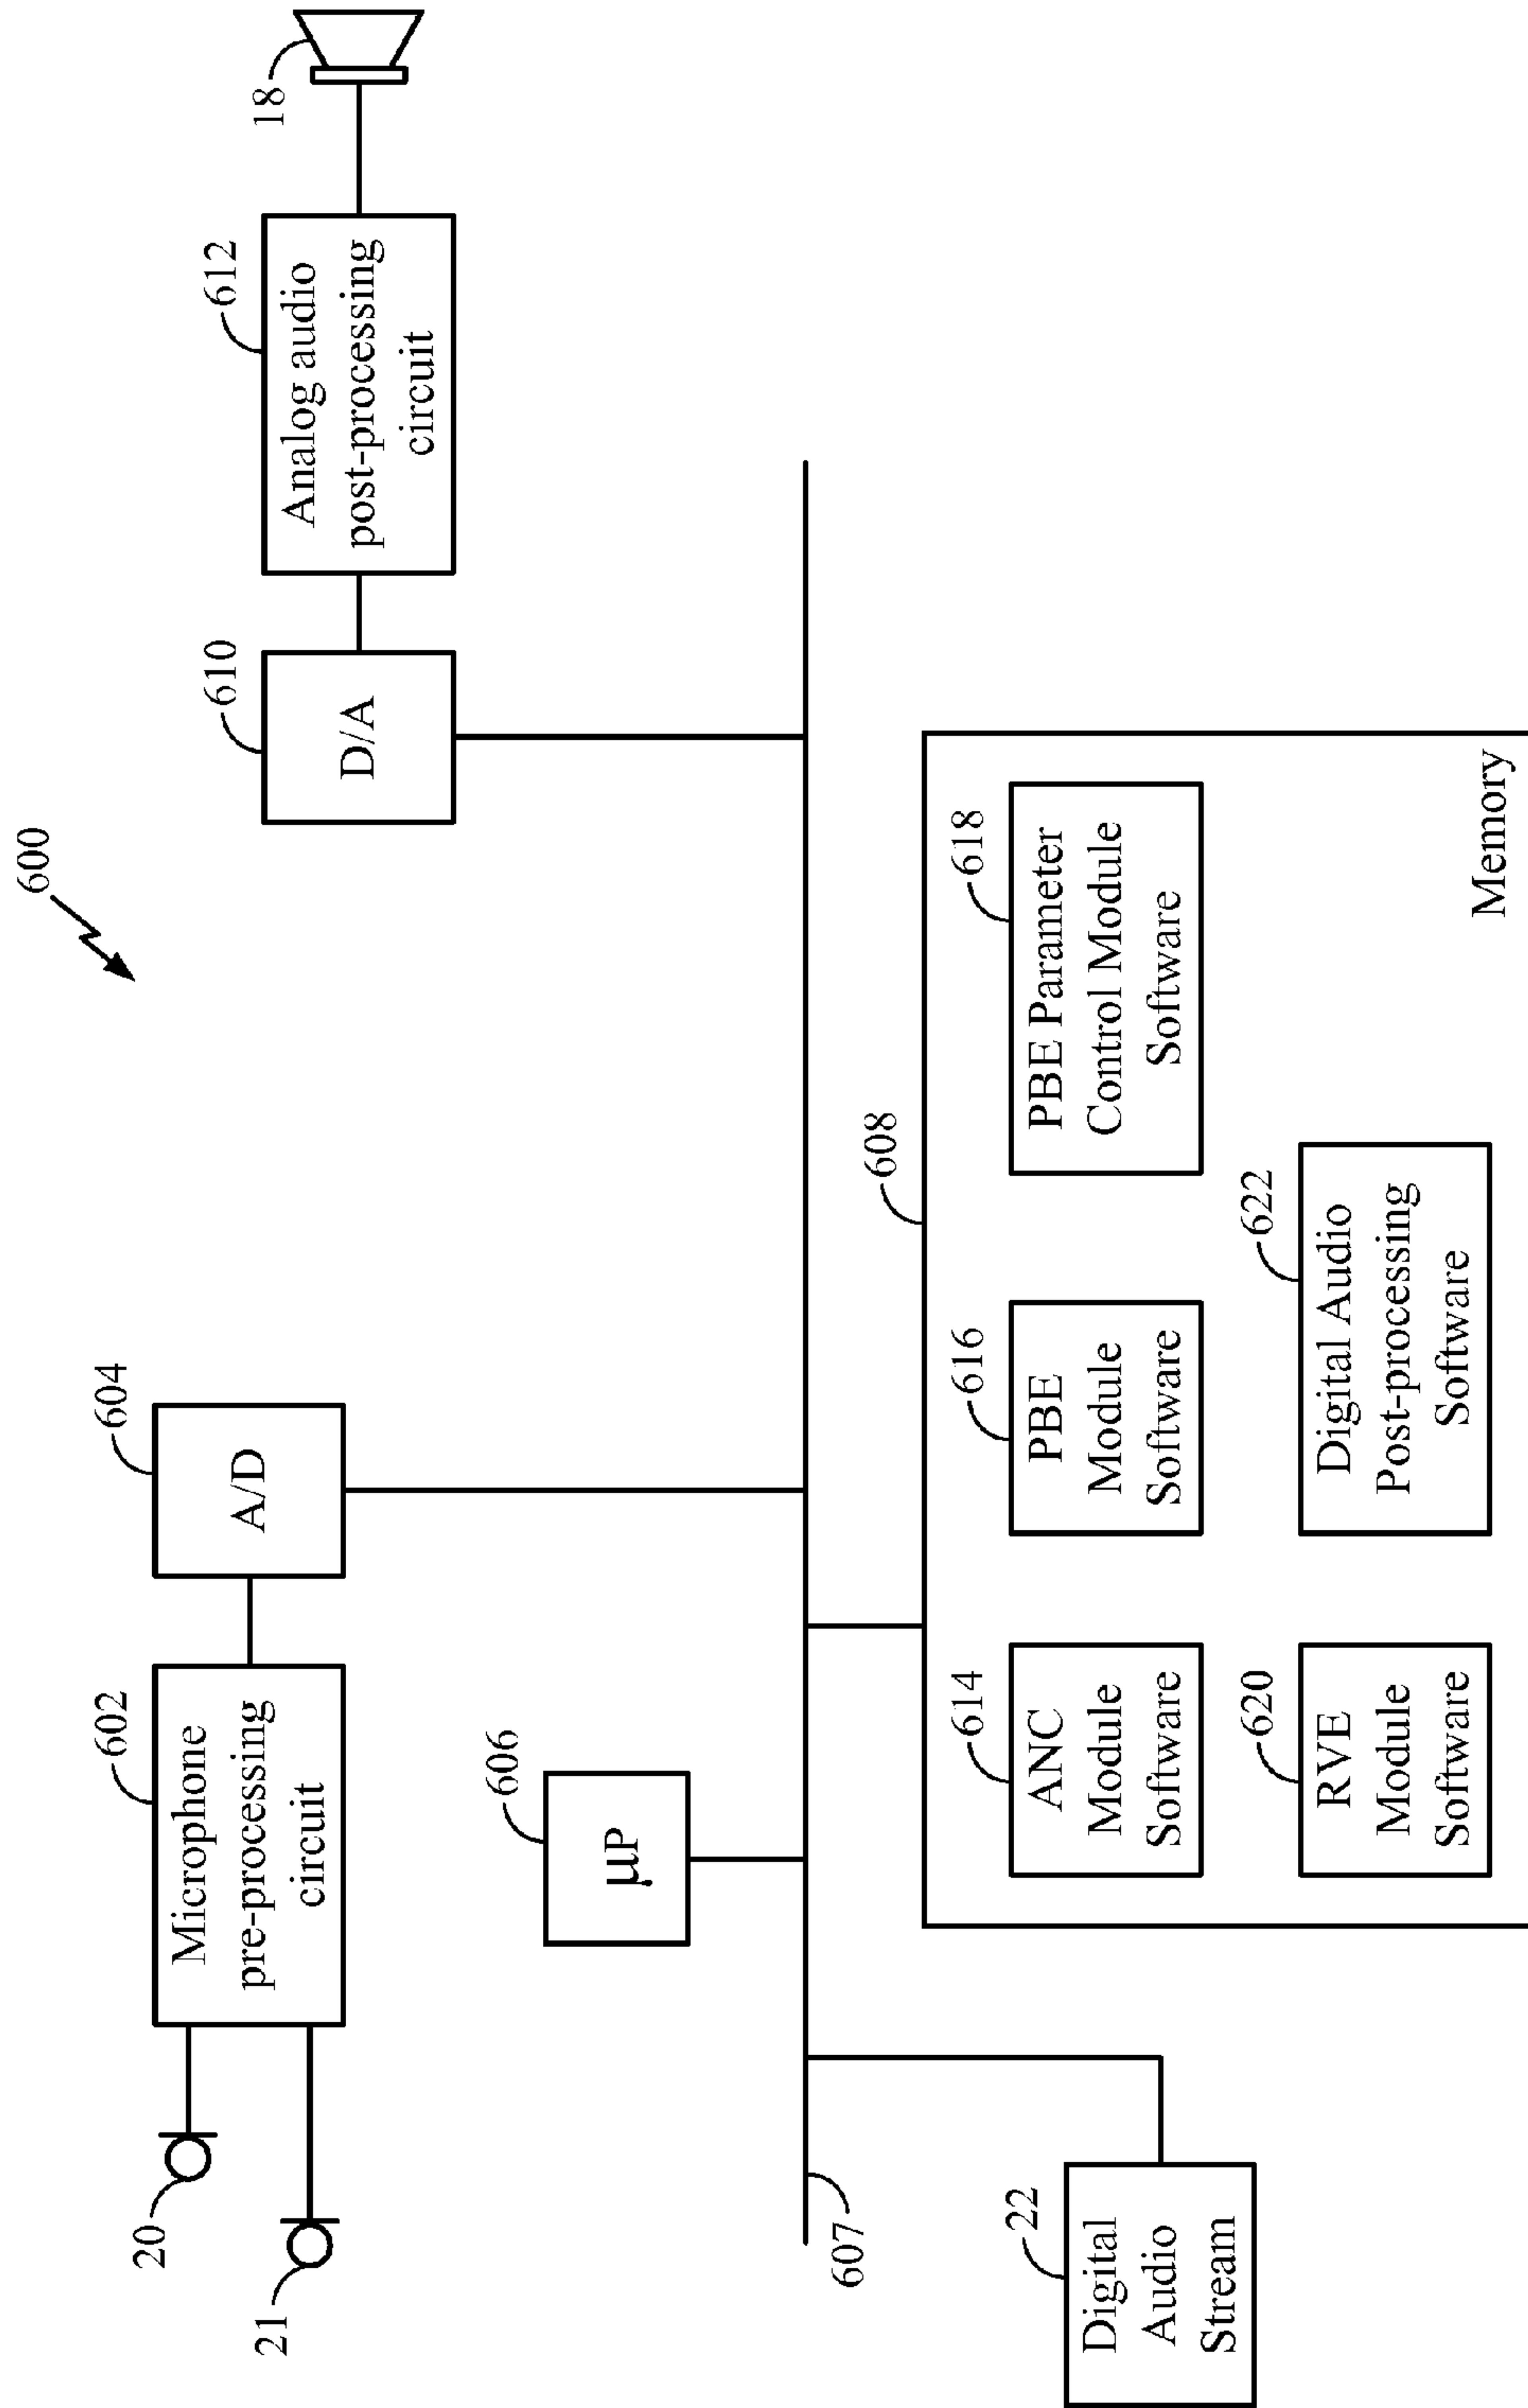 600
602
Microphone
pre-processing
circuit
604
A/D
610
D/A
612
Analog audio
post-processing
circuit
18
20
21
606
µP
607
22
Digital
Audio
Stream
608
614
ANC
Module
Software
616
PBE
Module
Software
618
PBE Parameter
Control Module
Software
620
RVE
Module
Software
622
Digital Audio
Post-processing
Software
Memory